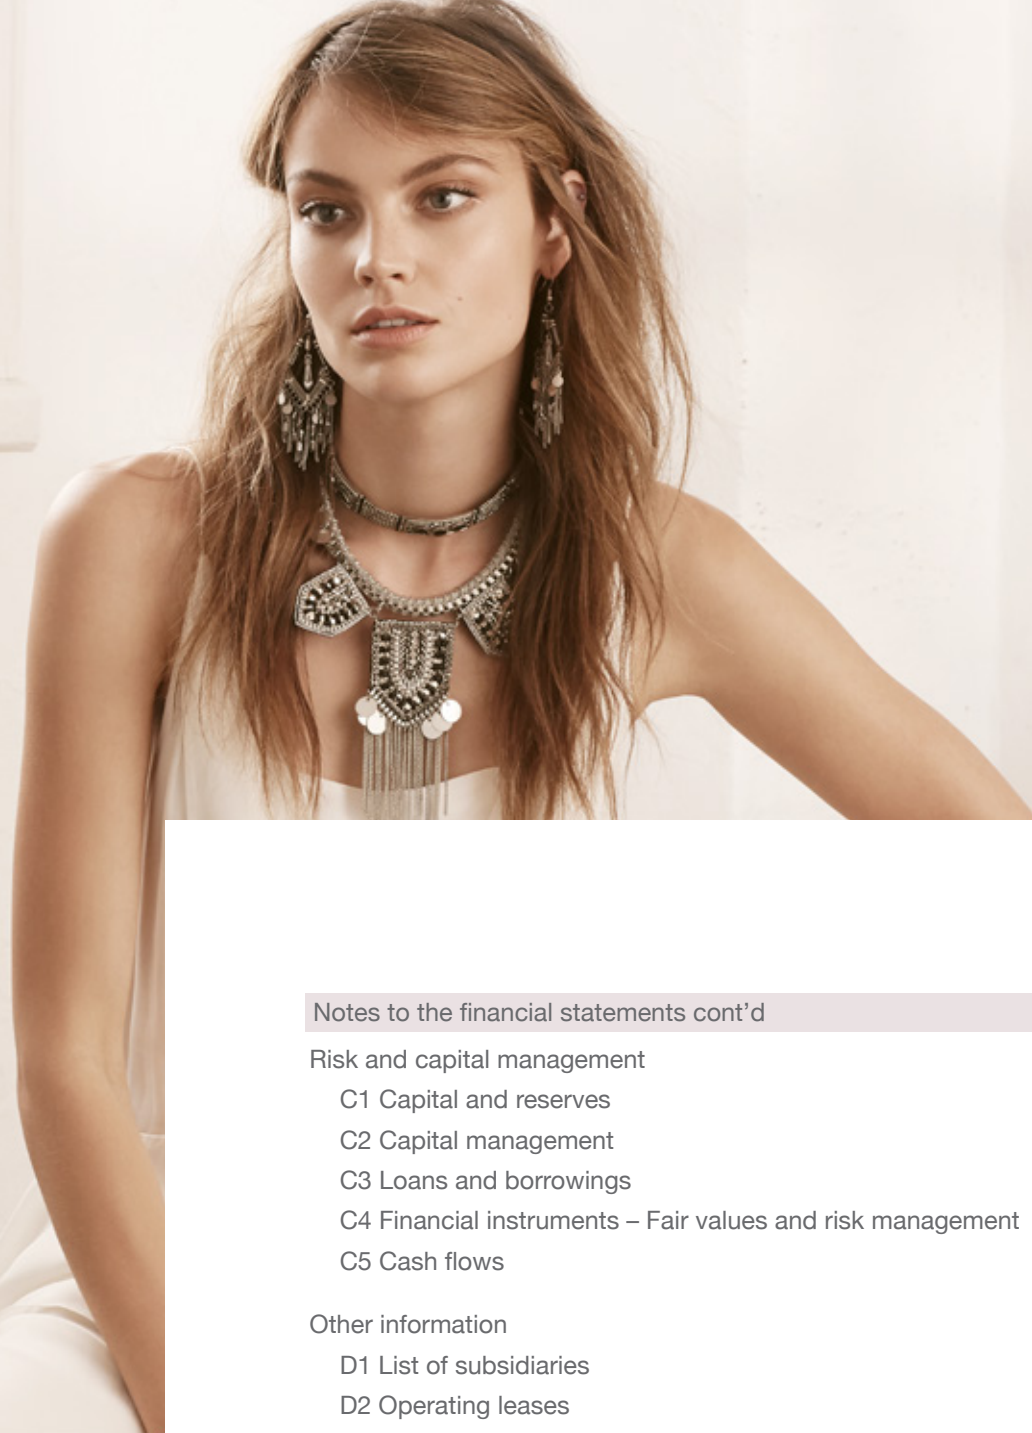 Notes to the financial statements cont’d
Risk and capital management
C1 Capital and reserves
C2 Capital management
C3 Loans and borrowings
C4 Financial instruments – Fair values and risk management
C5 Cash flows
Other information
D1 List of subsidiaries
D2 Operating leases